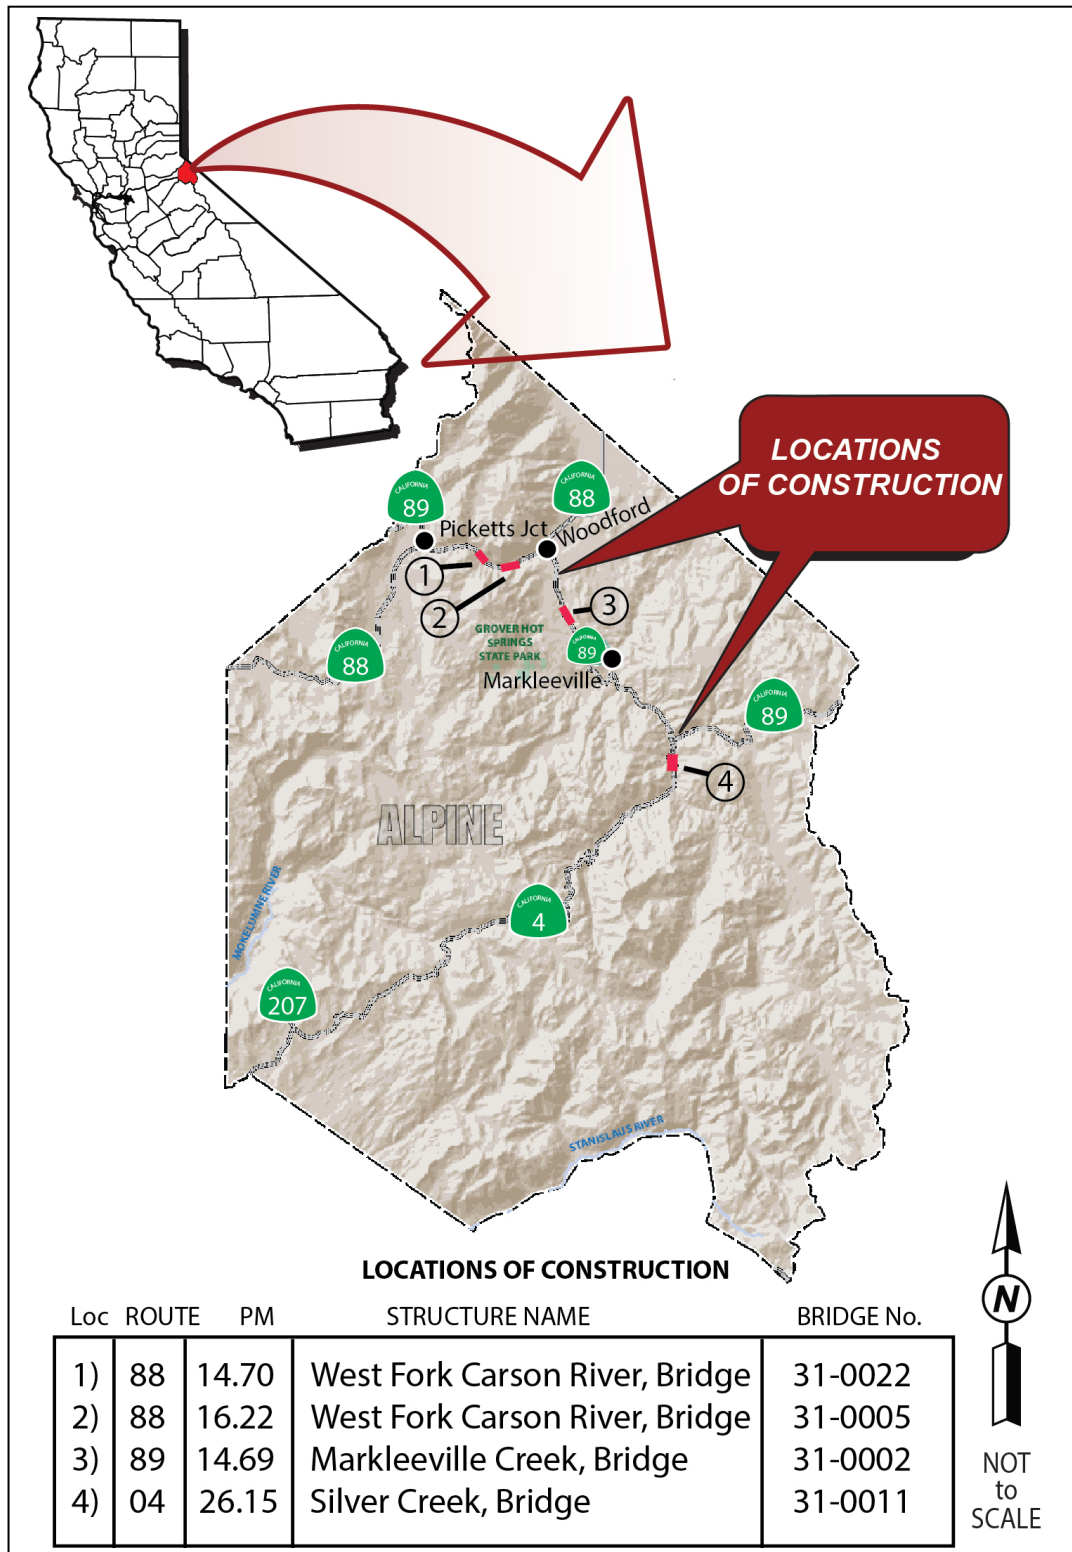 LOCATIONS
OF CONSTRUCTION
CALIFORNIA
89
CALIFORNIA
88
Picketts Jct
Woodford
1
2
3
GROVER HOT
SPRINGS
STATE PARK
CALIFORNIA
88
CALIFORNIA
89
Markleeville
CALIFORNIA
89
4
ALPINE
MOKELUMNE RIVER
CALIFORNIA
4
CALIFORNIA
207
STANISLAUS RIVER
LOCATIONS OF CONSTRUCTION
Loc ROUTE PM STRUCTURE NAME BRIDGE No.
1) 88 14.70 West Fork Carson River, Bridge 31-0022
2) 88 16.22 West Fork Carson River, Bridge 31-0005
3) 89 14.69 Markleeville Creek, Bridge 31-0002
4) 04 26.15 Silver Creek, Bridge 31-0011
N
NOT
to
SCALE